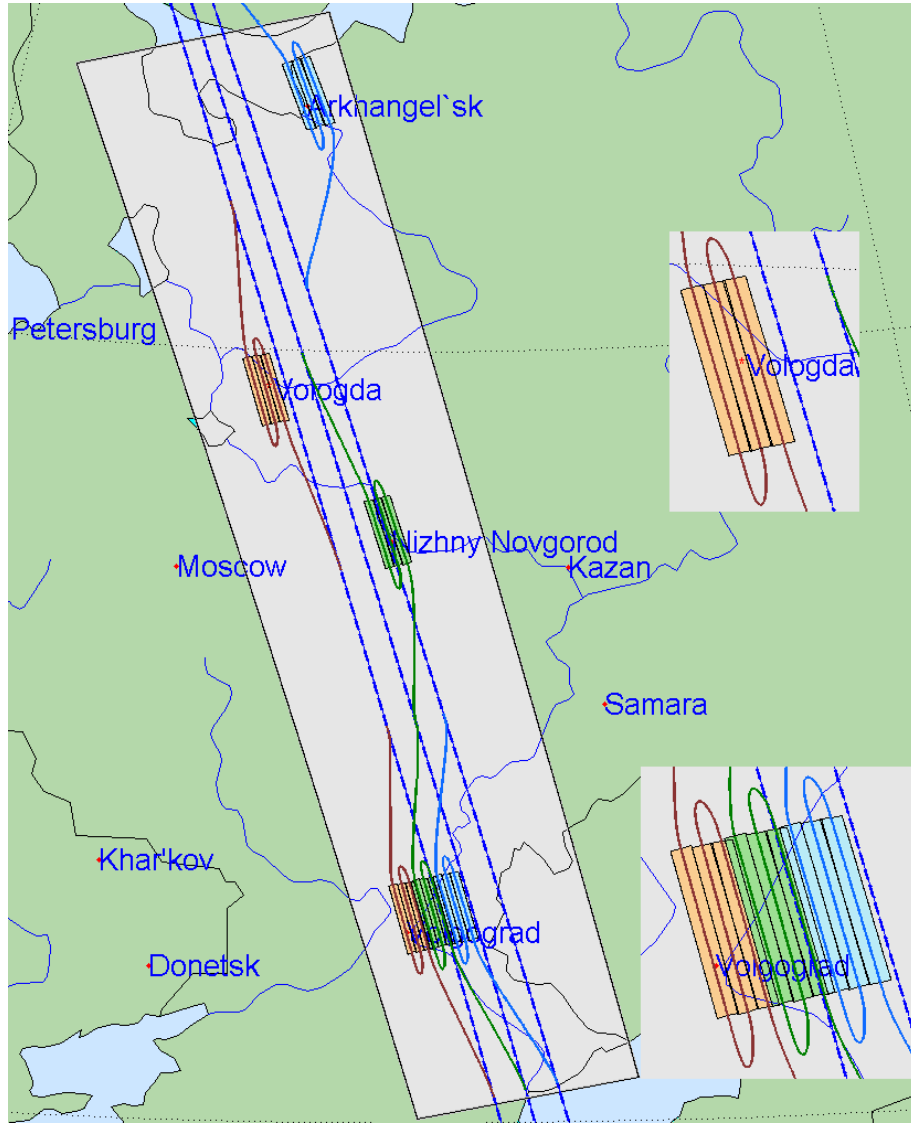 Arkhangel`sk
Petersburg
Vologda
Vologda
Nizhny Novgorod
Moscow
Kazan
Samara
Khar'kov
Volgograd
Donetsk
Volgograd